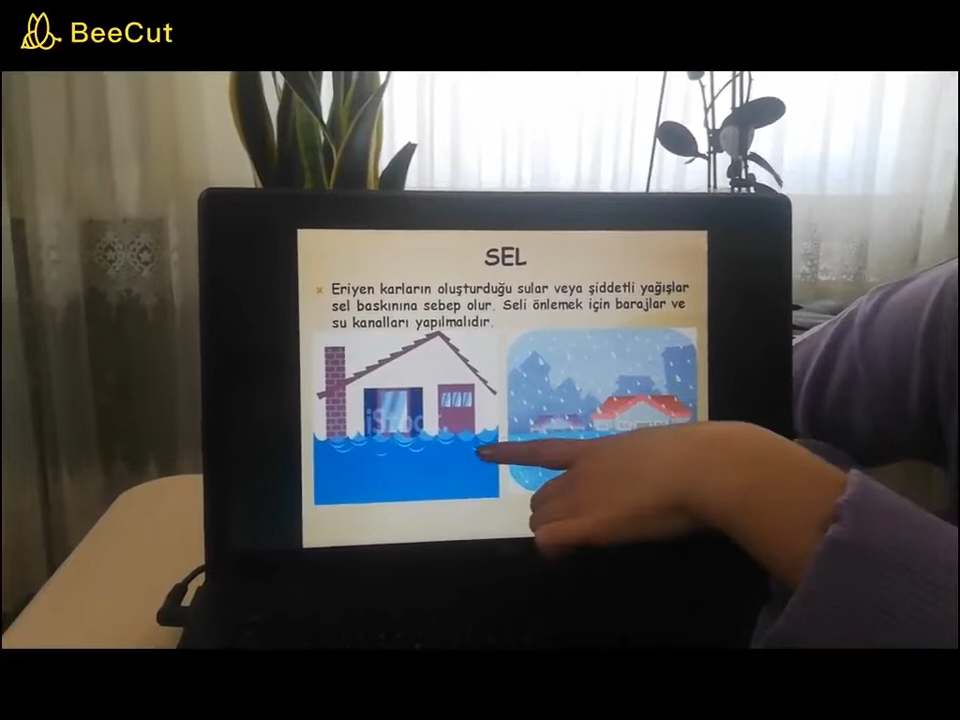 BeeCut
SEL
Eriyen karların oluşturduğu sular veya şiddetli yağışlar
sel baskınına sebep olur. Seli önlemek için barajlar ve
su kanalları yapılmalıdır.
iStock